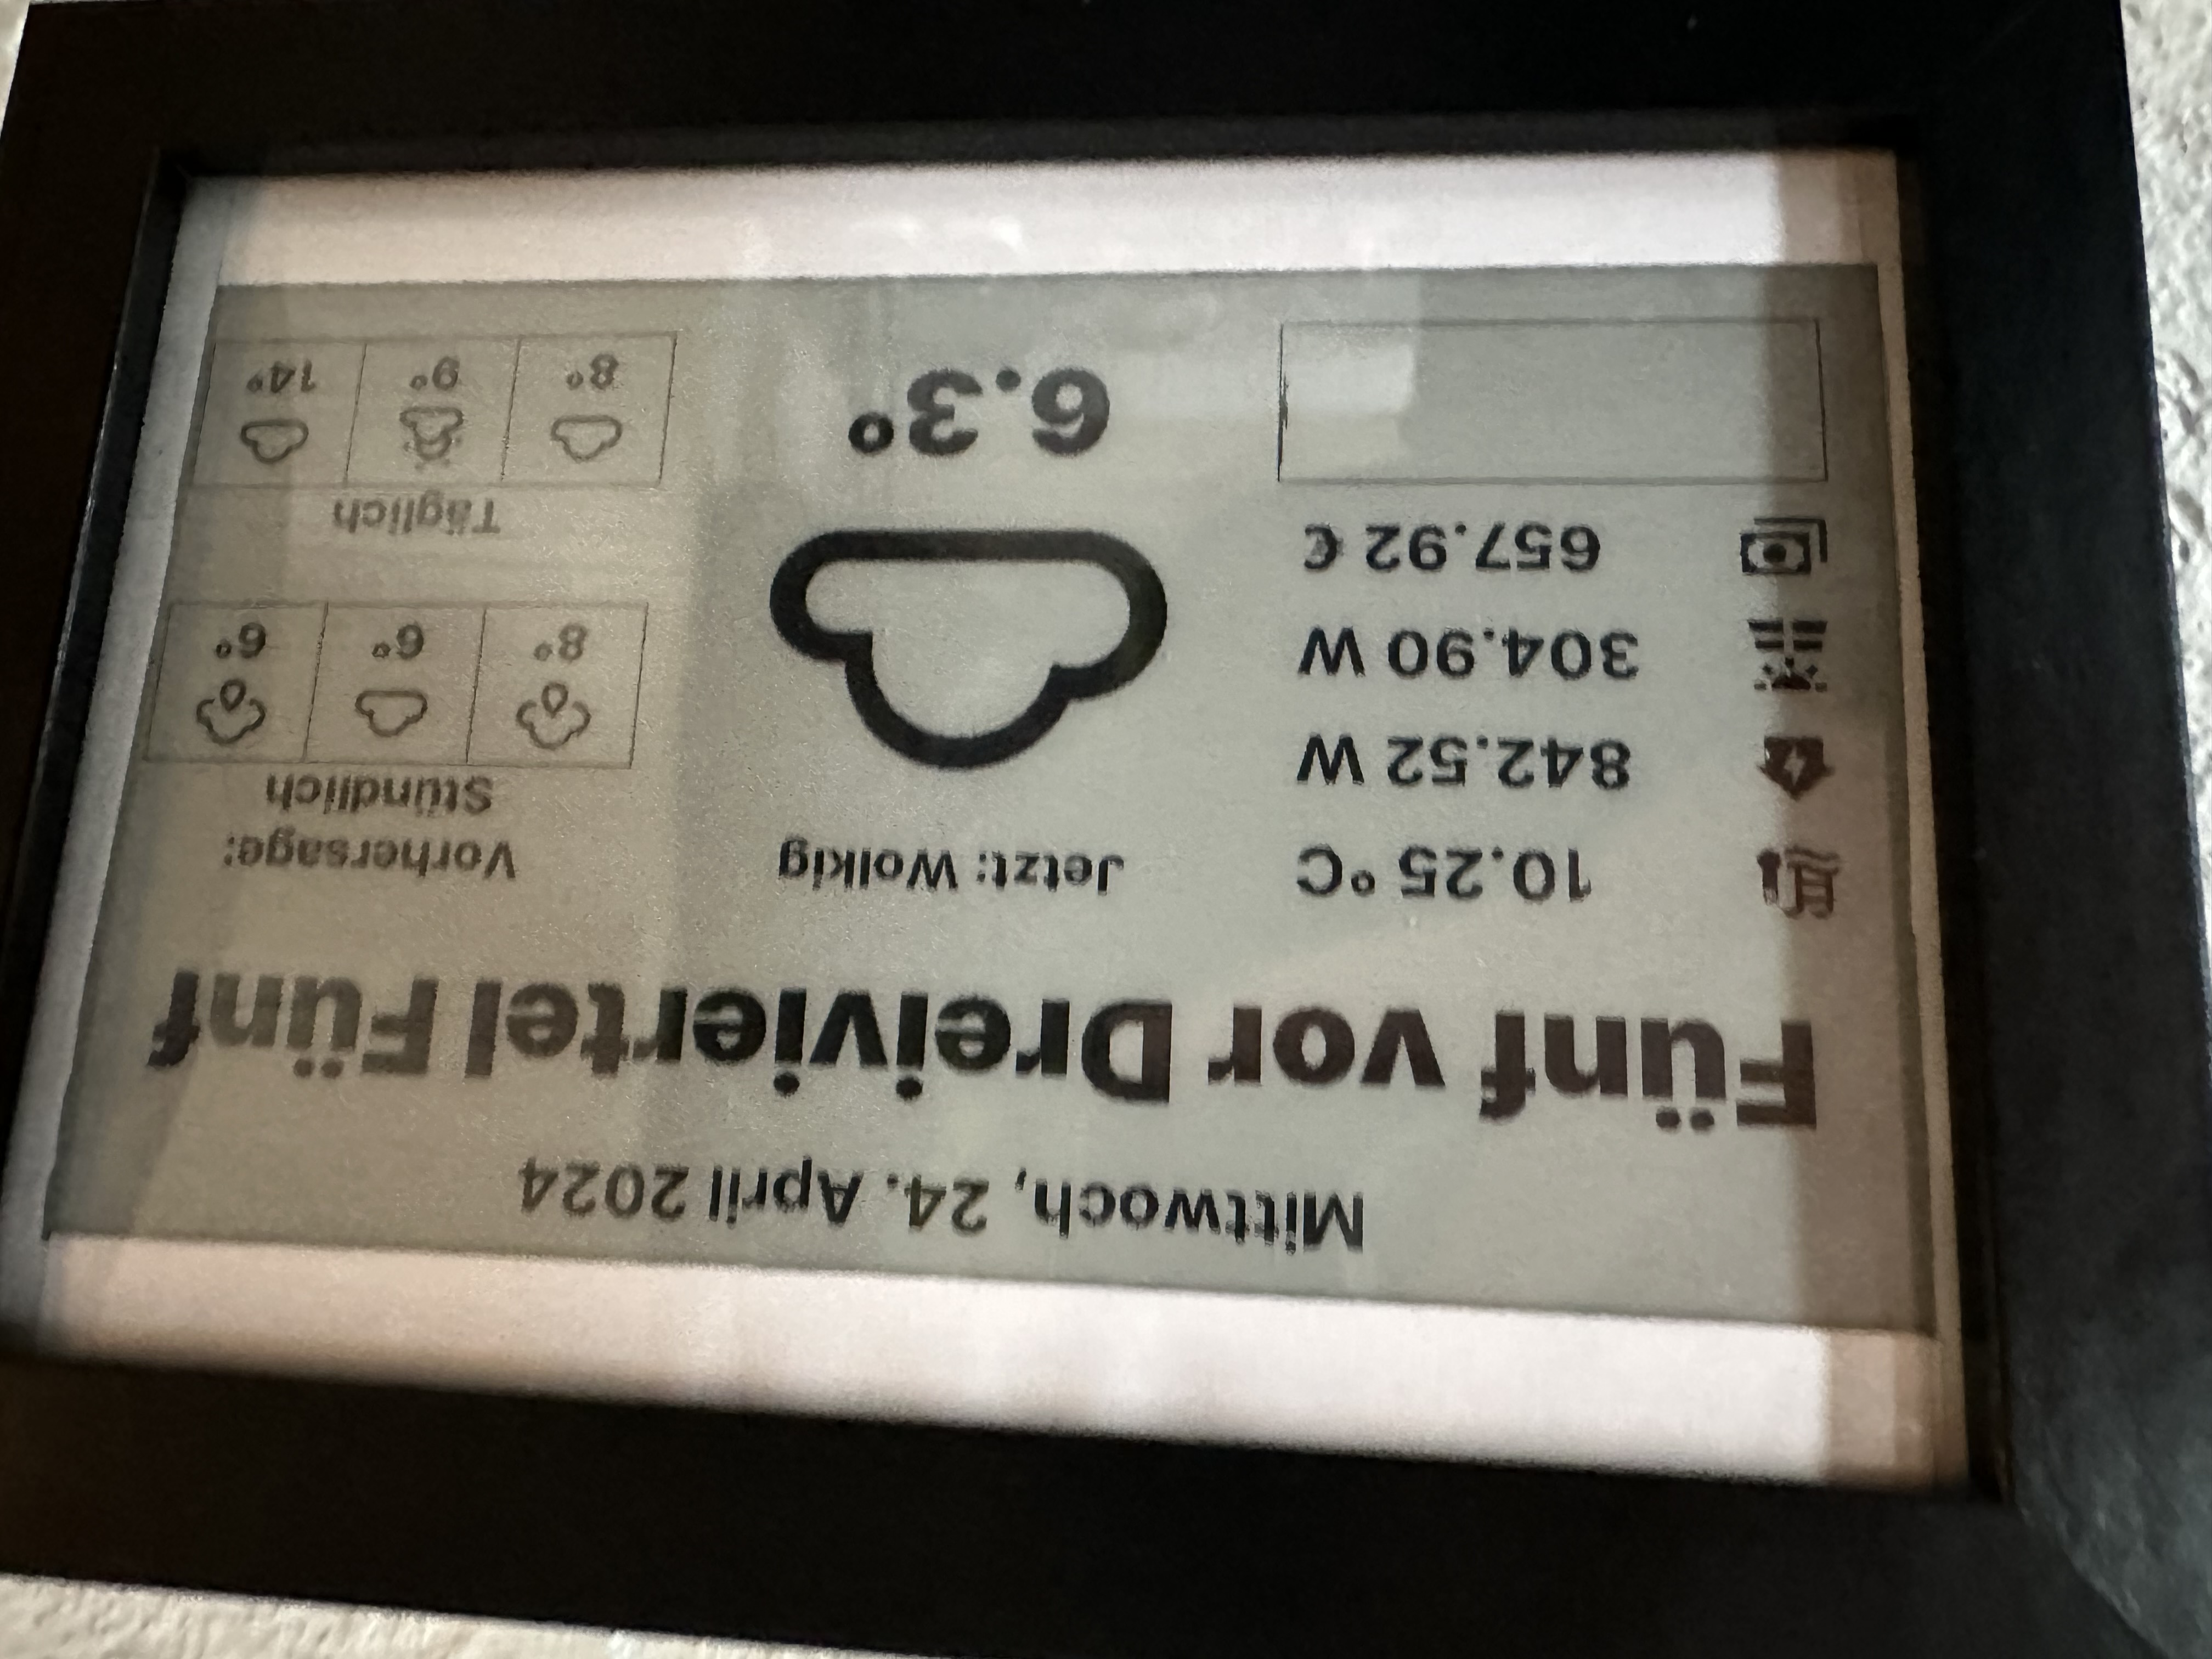 Mittwoch, 24. April 2024
Fünf vor Dreiviertel Fünf
10.25 °C
842.52 W
304.90 W
657.92 €
Jetzt: Wolkig
6.3°
Vorhersage:
Stündlich
8° 6° 6°
Täglich
8° 9° 14°